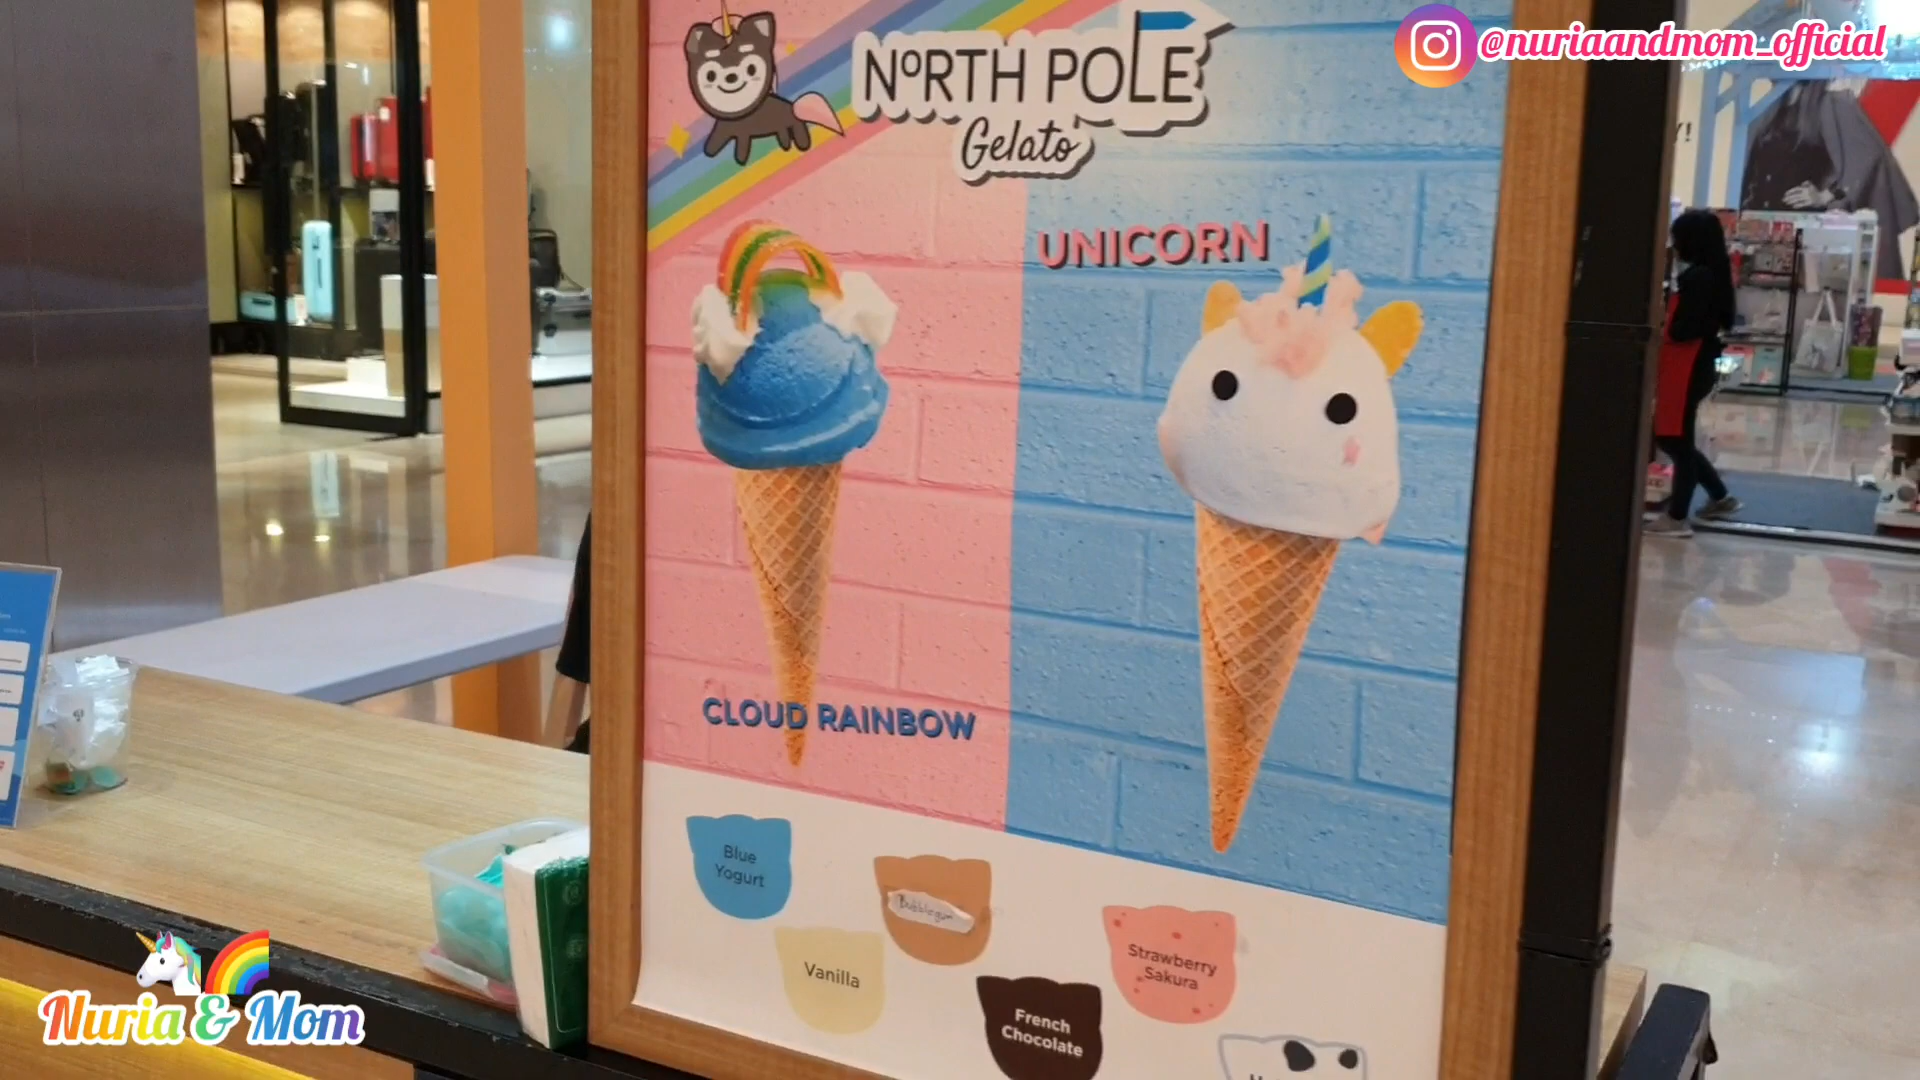 @nuriaandmom_official
NORTH POLE
Gelato
UNICORN
CLOUD RAINBOW
Blue
Yogurt
Bubblegum
Vanilla
Strawberry
Sakura
French
Chocolate
Nuria & Mom